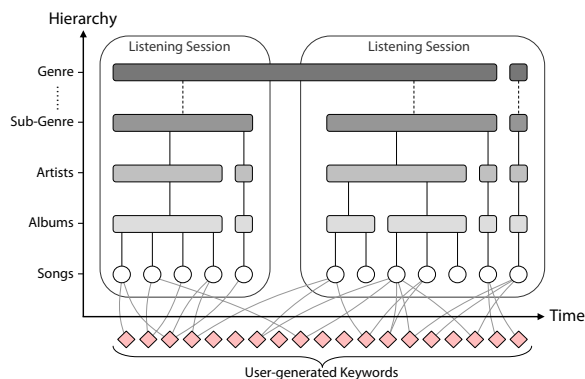 Hierarchy
Listening Session
Listening Session
Genre
Sub-Genre
Artists
Albums
Songs
Time
User-generated Keywords